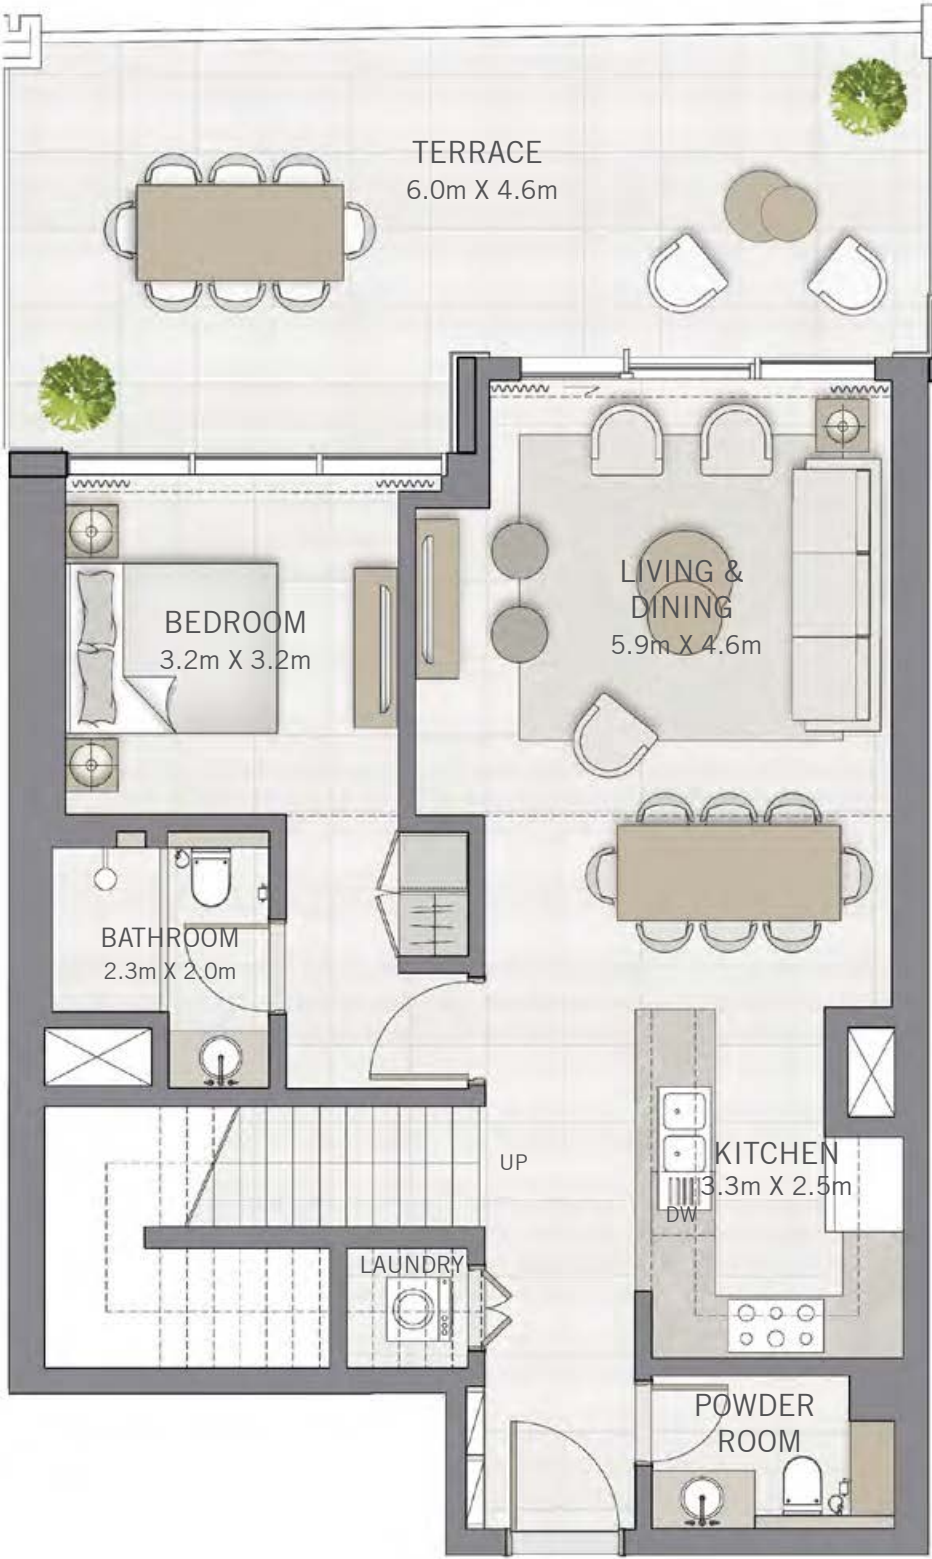 TERRACE
6.0m X 4.6m
LIVING &
DINING
5.9m X 4.6m
BEDROOM
3.2m X 3.2m
BATHROOM
2.3m X 2.0m
UP
KITCHEN
3.3m X 2.5m
DW
LAUNDRY
POWDER
ROOM